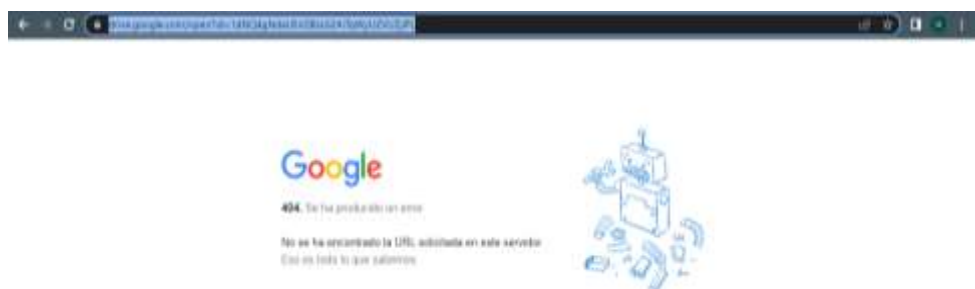 Google
404. Se ha producido un error
No se ha encontrado la URL solicitada en este servidor
Eso es todo lo que sabemos